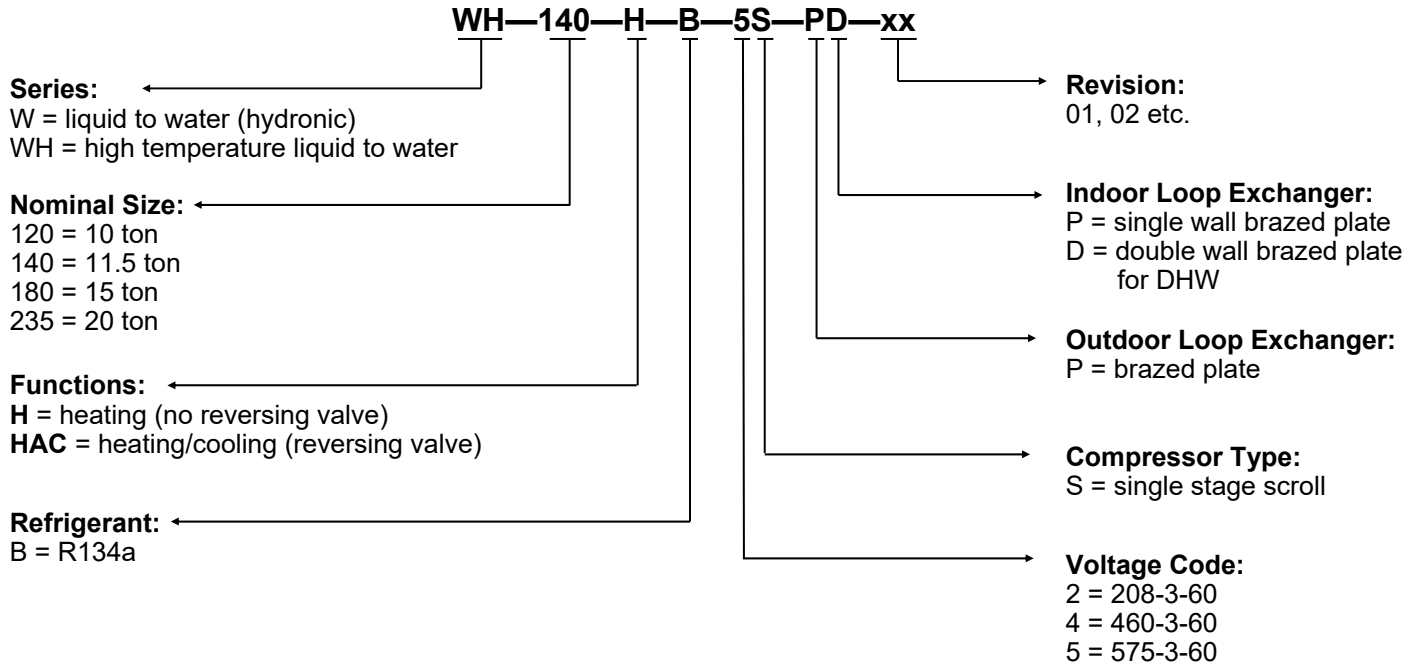 WH—140—H—B—5S—PD—xx
Series:
W = liquid to water (hydronic)
WH = high temperature liquid to water
Nominal Size:
120 = 10 ton
140 = 11.5 ton
180 = 15 ton
235 = 20 ton
Functions:
H = heating (no reversing valve)
HAC = heating/cooling (reversing valve)
Refrigerant:
B = R134a
Revision:
01, 02 etc.
Indoor Loop Exchanger:
P = single wall brazed plate
D = double wall brazed plate
for DHW
Outdoor Loop Exchanger:
P = brazed plate
Compressor Type:
S = single stage scroll
Voltage Code:
2 = 208-3-60
4 = 460-3-60
5 = 575-3-60